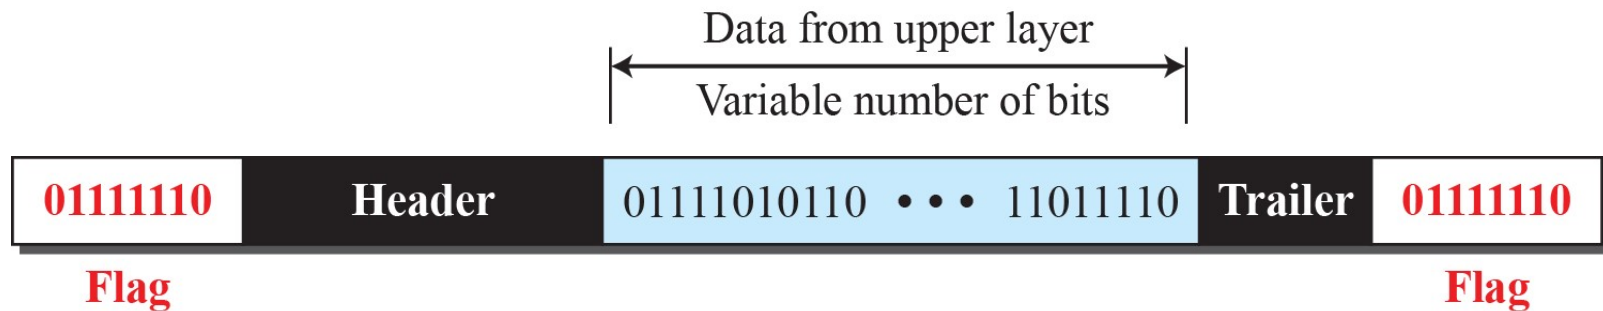 Data from upper layer
Variable number of bits
01111110 Header 01111010110 ••• 11011110 Trailer 01111110
Flag Flag